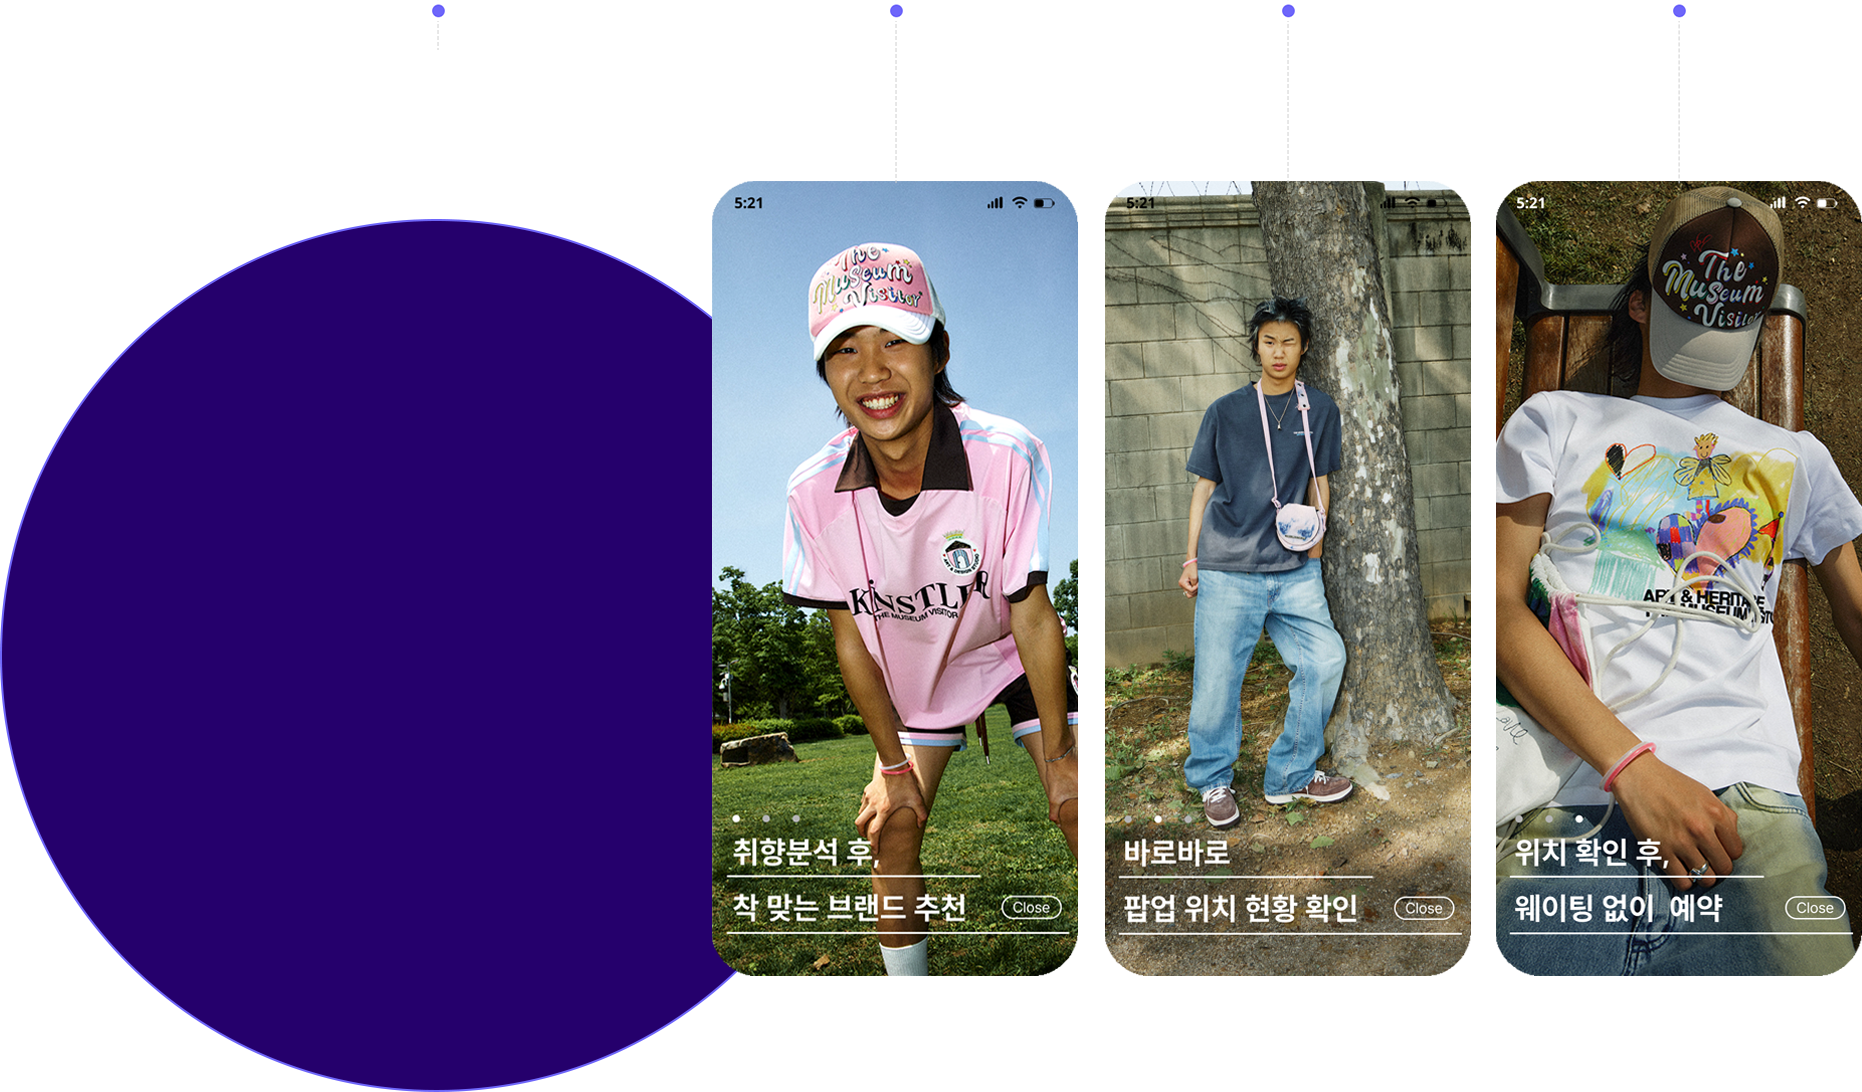 5:21
The
Museum
Visitor
ART & DESIGN STUDIO
THE MUSEUM VISITOR
취향분석 후,
착 맞는 브랜드 추천
Close
5:21
바로바로
팝업 위치 현황 확인
Close
5:21
The
Museum
Visitor
ART & HERITAGE
위치 확인 후,
웨이팅 없이 예약
Close